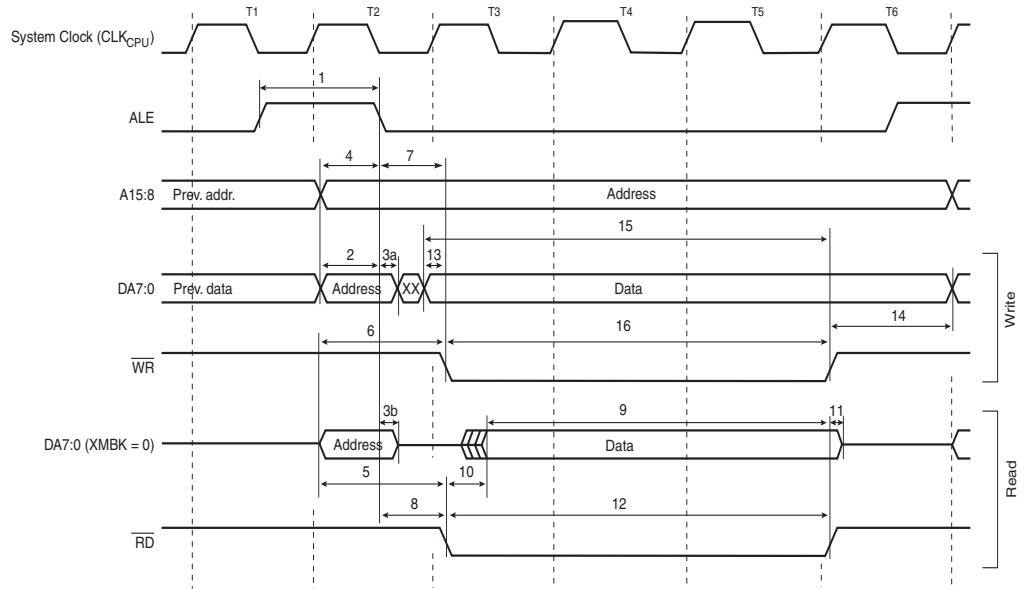 T1 T2 T3 T4 T5 T6
System Clock (CLKCPU)
1
ALE
4 7
A15:8 Prev. addr. Address
15
2 3a 13
DA7:0 Prev. data Address XX Data
Write
6 16 14
WR
3b 9 11
DA7:0 (XMBK = 0) Address Data
Read
5 10
8 12
RD